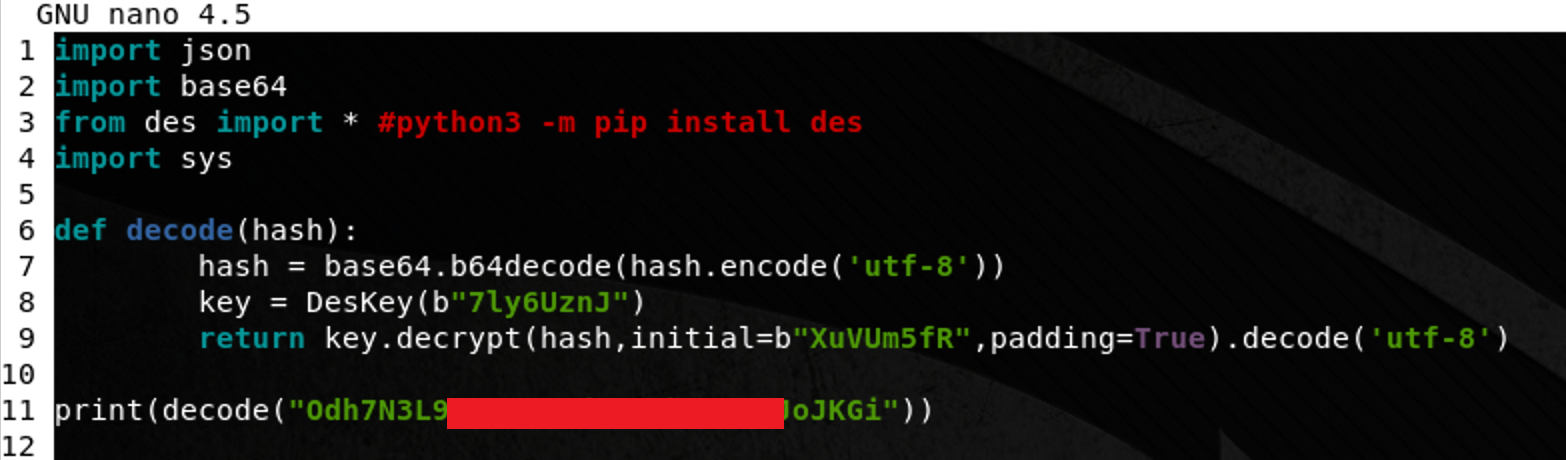 GNU nano 4.5
1 import json
2 import base64
3 from des import * #python3 -m pip install des
4 import sys
5
6 def decode(hash):
7         hash = base64.b64decode(hash.encode('utf-8'))
8         key = DesKey(b"7ly6UznJ")
9         return key.decrypt(hash,initial=b"XuVUm5fR",padding=True).decode('utf-8')
10
11 print(decode("Odh7N3L9 JoJKGi"))
12